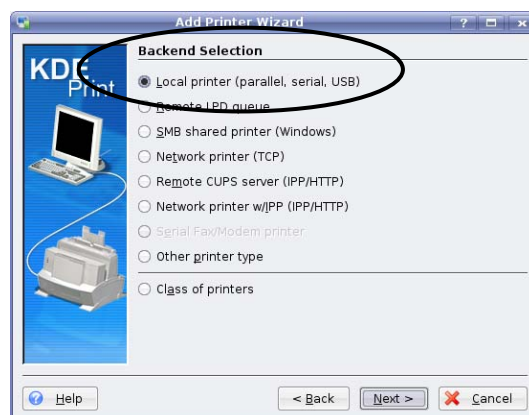 Add Printer Wizard
KDE
Print
Backend Selection
Local printer (parallel, serial, USB)
Remote LPD queue
SMB shared printer (Windows)
Network printer (TCP)
Remote CUPS server (IPP/HTTP)
Network printer w/IPP (IPP/HTTP)
Serial Fax/Modem printer
Other printer type
Class of printers
Help
< Back
Next >
Cancel